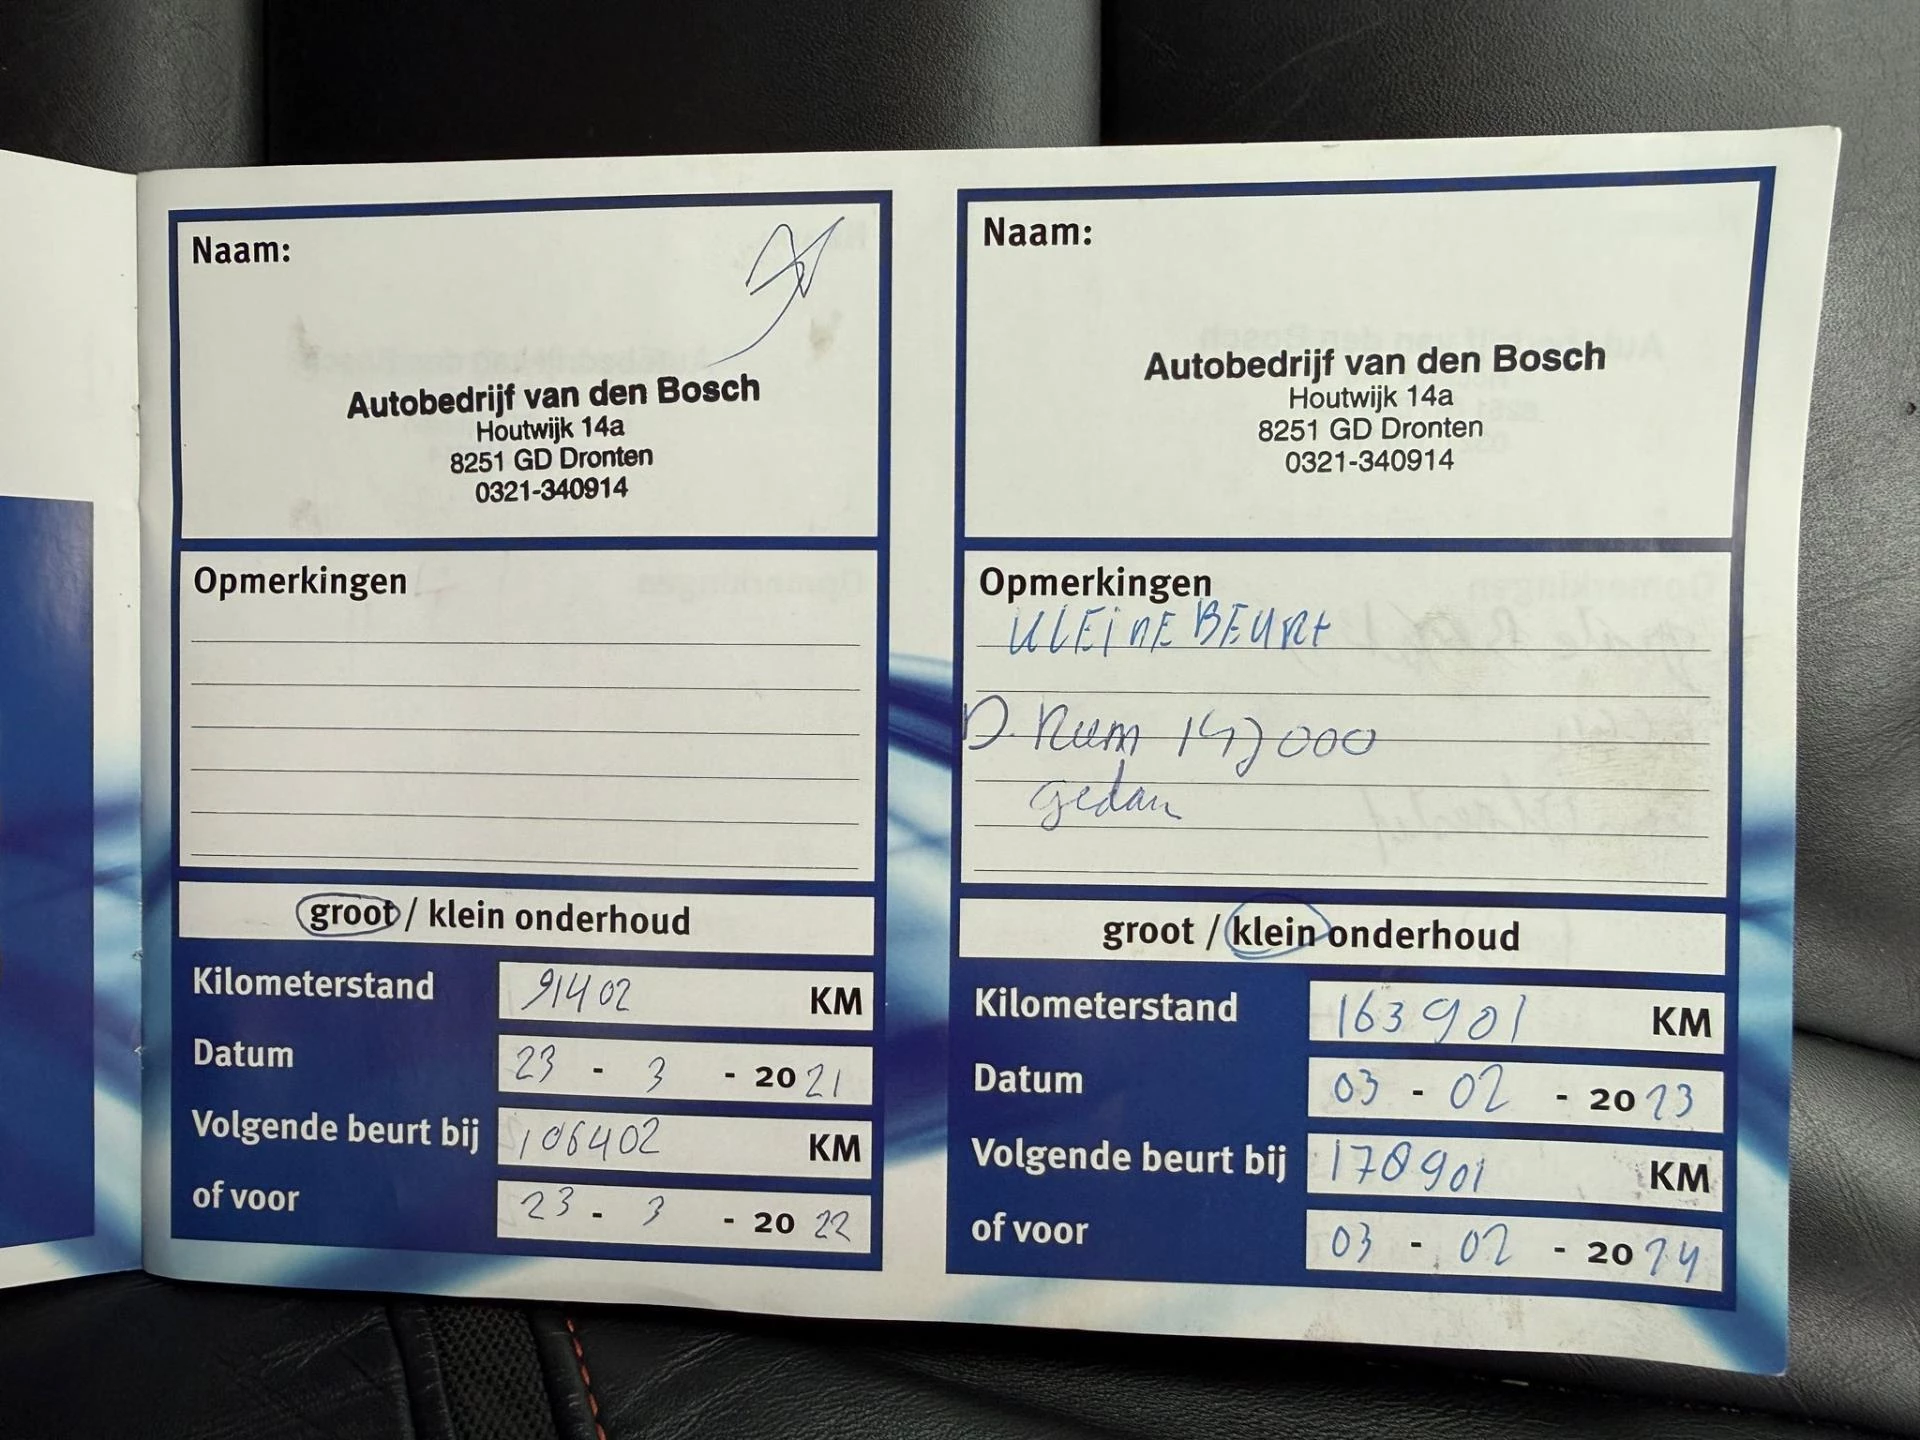 Naam:
Autobedrijf van den Bosch
Houtwijk 14a
8251 GD Dronten
0321-340914
Opmerkingen
groot / klein onderhoud
Kilometerstand 91402 KM
Datum 23 - 3 - 2021
Volgende beurt bij 106402 KM
of voor 23 - 3 - 2022
Naam:
Autobedrijf van den Bosch
Houtwijk 14a
8251 GD Dronten
0321-340914
Opmerkingen
KLEINE BEURT
D. Rum 147000
gedan
groot / klein onderhoud
Kilometerstand 163901 KM
Datum 03 - 02 - 2023
Volgende beurt bij 178901 KM
of voor 03 - 02 - 2024